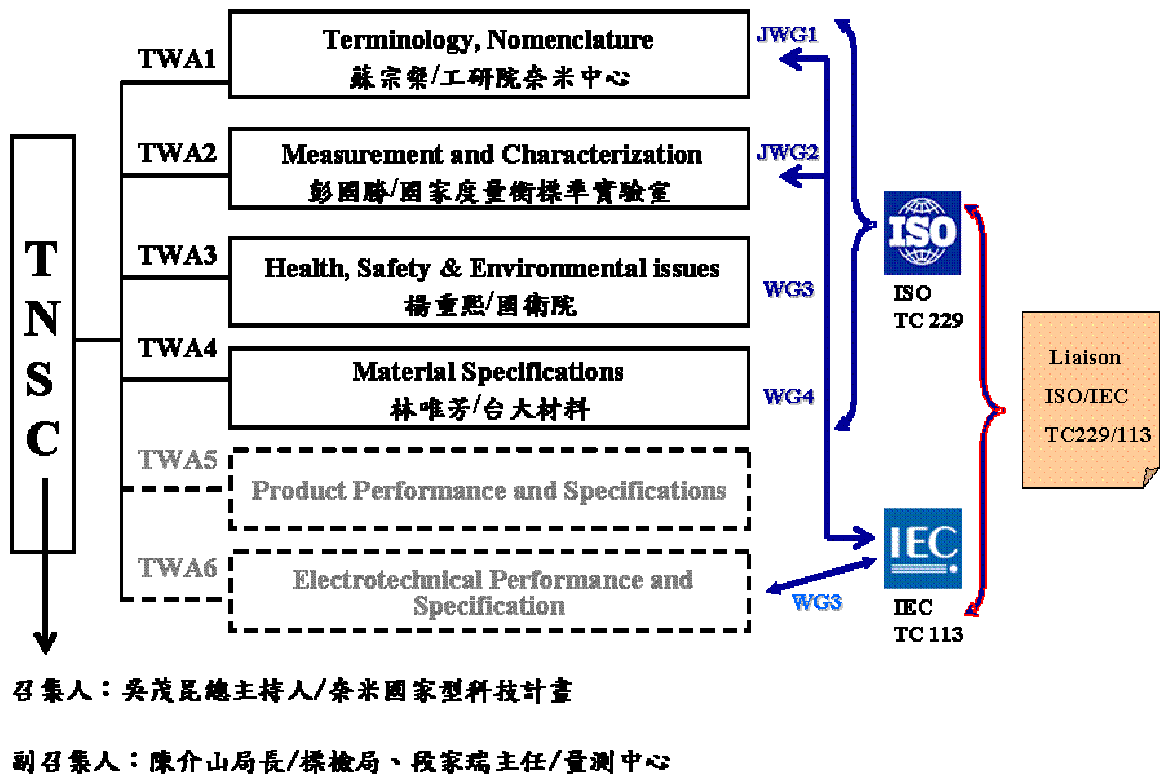 TNSC
TWA1
Terminology, Nomenclature
蘇宗燦/工研院奈米中心
JWG1
TWA2
Measurement and Characterization
彭國勝/國家度量衡標準實驗室
JWG2
TWA3
Health, Safety & Environmental issues
楊重熙/國衛院
WG3
TWA4
Material Specifications
林唯芳/台大材料
WG4
TWA5
Product Performance and Specifications
TWA6
Electrotechnical Performance and
Specification
WG3
ISO
ISO
TC 229
IEC
IEC
TC 113
Liaison
ISO/IEC
TC229/113
召集人：吳茂昆總主持人/奈米國家型科技計畫
副召集人：陳介山局長/標檢局、段家瑞主任/量測中心